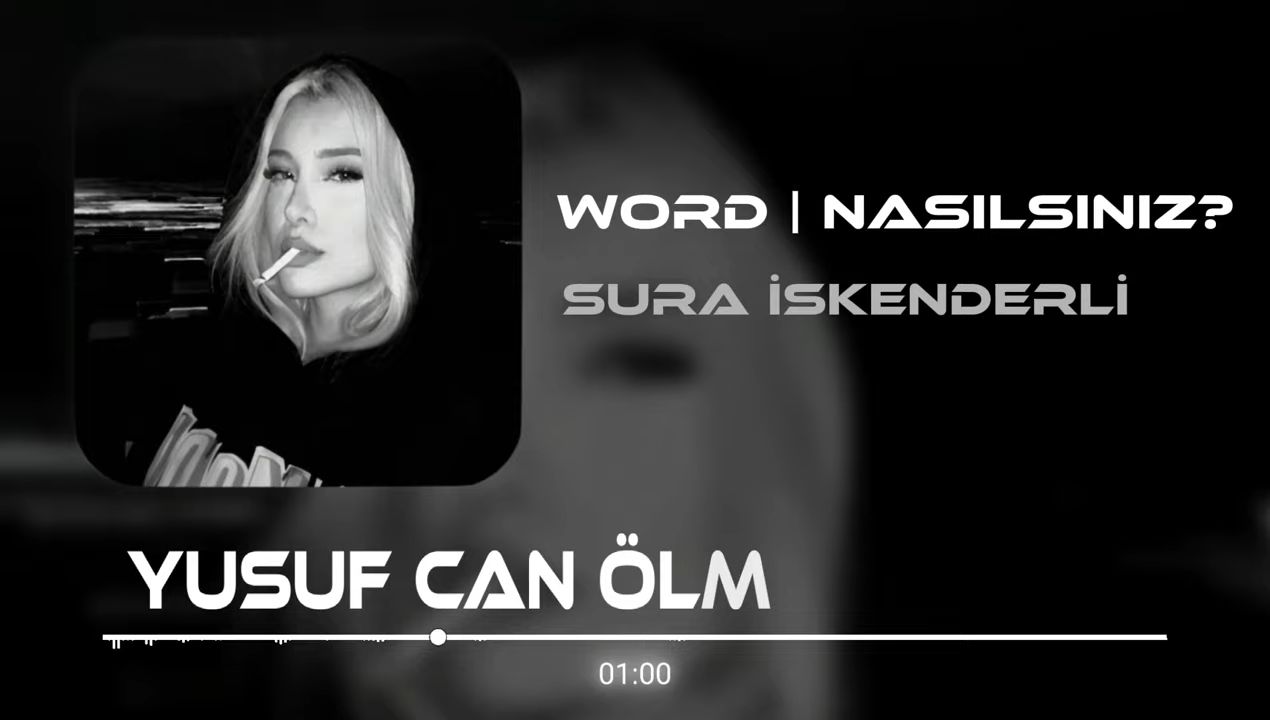 WORD | NASILSINIZ?
SURA İSKENDERLİ
YUSUF CAN ÖLM
01:00